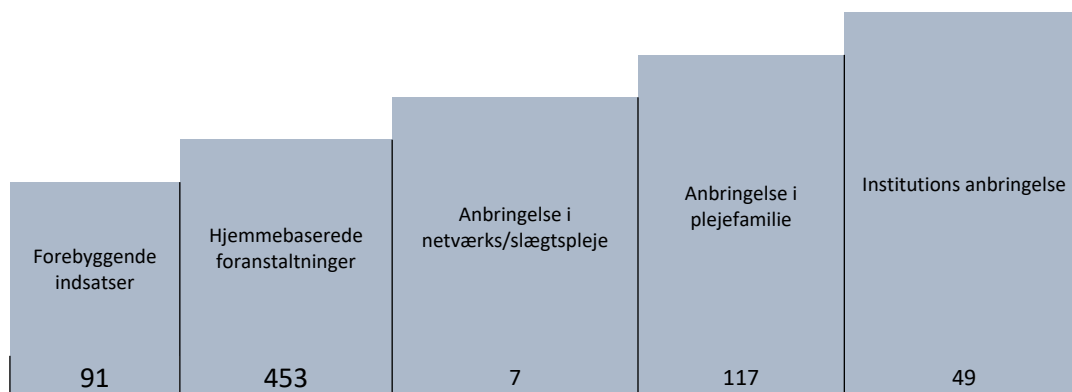 Forebyggende
indsatser
Hjemmebaserede
foranstaltninger
Anbringelse i
netværks/slægtspleje
Anbringelse i
plejefamilie
Institutions anbringelse
91
453
7
117
49